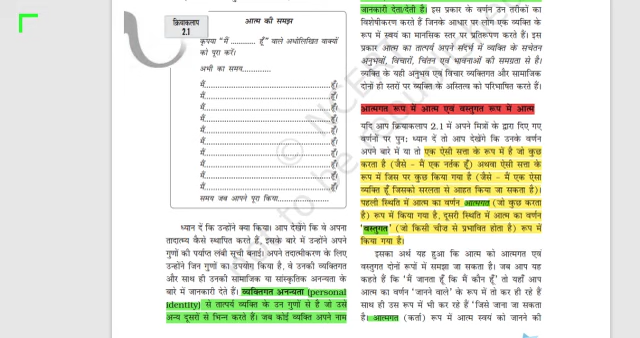 क्रियाकलाप
2.1
आत्म की समझ
कृपया "मैं ............ हूँ" वाले अधोलिखित वाक्यों
को पूरा करें।
अभी का समय.............
मैं.......................................................हूँ।
मैं.......................................................हूँ।
मैं.......................................................हूँ।
मैं.......................................................हूँ।
मैं.......................................................हूँ।
मैं.......................................................हूँ।
मैं.......................................................हूँ।
मैं.......................................................हूँ।
मैं.......................................................हूँ।
मैं.......................................................हूँ।
समय जब आपने पूरा किया......................
ध्यान दें कि उन्होंने क्या किया। आप देखेंगे कि वे अपना
तादात्म्य कैसे स्थापित करते हैं, इसके बारे में उन्होंने अपने
गुणों की पर्याप्त लंबी सूची बनाई। अपने तदात्मीकरण के लिए
उन्होंने जिन गुणों का उपयोग किया है, वे उनकी व्यक्तिगत
और साथ ही उनकी सामाजिक या सांस्कृतिक अनन्यता के
बारे में जानकारी देते हैं। व्यक्तिगत अनन्यता (personal
identity) से तात्पर्य व्यक्ति के उन गुणों से है जो उसे
अन्य दूसरों से भिन्न करते हैं। जब कोई व्यक्ति अपने नाम
जानकारी देता/देती है। इस प्रकार के वर्णन उन तरीकों का
विशेषीकरण करते हैं जिनके आधार पर लोग एक व्यक्ति के
रूप में स्वयं का मानसिक स्तर पर प्रतिरूपण करते हैं। इस
प्रकार आत्म का तात्पर्य अपने संदर्भ में व्यक्ति के सचेतन
अनुभवों, विचारों, चिंतन एवं भावनाओं की समग्रता से है।
व्यक्ति के यही अनुभव एवं विचार व्यक्तिगत और सामाजिक
दोनों ही स्तरों पर व्यक्ति के अस्तित्व को परिभाषित करते हैं।
आत्मगत रूप में आत्म एवं वस्तुगत रूप में आत्म
यदि आप क्रियाकलाप 2.1 में अपने मित्रों के द्वारा दिए गए
वर्णनों पर पुनः ध्यान दें तो आप देखेंगे कि उनके वर्णन
अपने बारे में या तो एक ऐसी सत्ता के रूप में है जो कुछ
करता है (जैसे – मैं एक नर्तक हूँ) अथवा ऐसी सत्ता के
रूप में जिस पर कुछ किया गया है (जैसे – मैं एक ऐसा
व्यक्ति हूँ जिसको सरलता से आहत किया जा सकता है)।
पहली स्थिति में आत्म का वर्णन आत्मगत (जो कुछ करता
है) रूप में किया गया है, दूसरी स्थिति में आत्म का वर्णन
'वस्तुगत' (जो किसी चीज से प्रभावित होता है) रूप में
किया गया है।
इसका अर्थ यह हुआ कि आत्म को आत्मगत एवं
वस्तुगत दोनों रूपों में समझा जा सकता है। जब आप यह
कहते हैं कि 'मैं जानता हूँ कि मैं कौन हूँ' तो यहाँ आप
आत्म का वर्णन 'जानने वाले' के रूप में तो कर ही रहे हैं
साथ ही उस रूप में भी कर रहे हैं 'जिसे जाना जा सकता
है। आत्मगत (कर्ता) रूप में आत्म स्वयं को जानने की